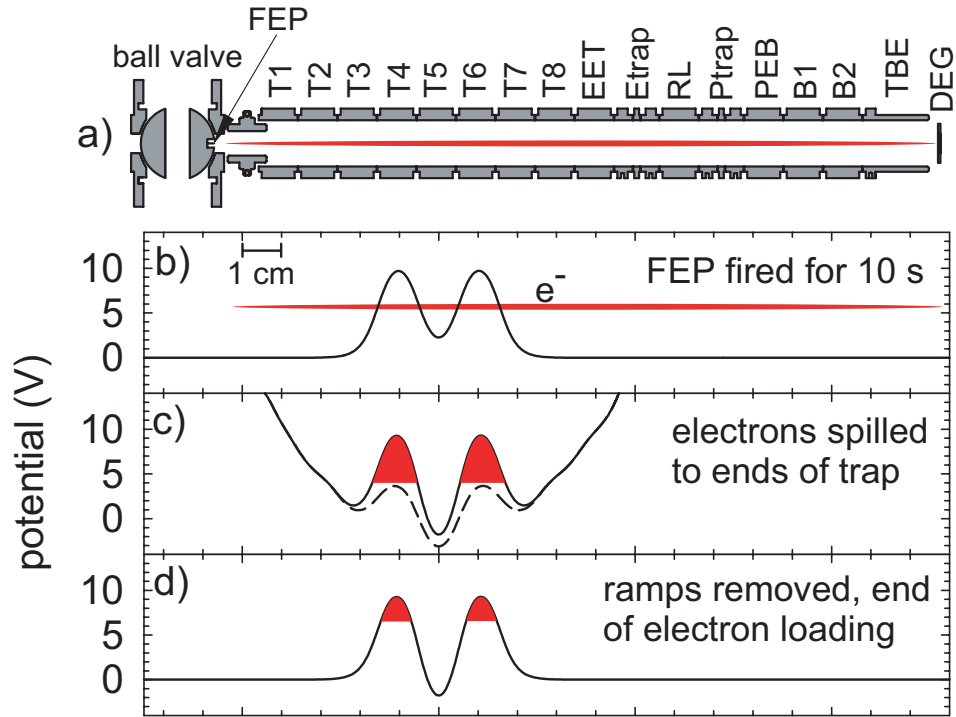 FEP
ball valve
T1
T2
T3
T4
T5
T6
T7
T8
EET
Etrap
RL
Ptrap
PEB
B1
B2
TBE
DEG
a)
b)
1 cm
FEP fired for 10 s
e-
10
5
0
c)
electrons spilled
to ends of trap
10
5
0
d)
ramps removed, end
of electron loading
10
5
0
potential (V)